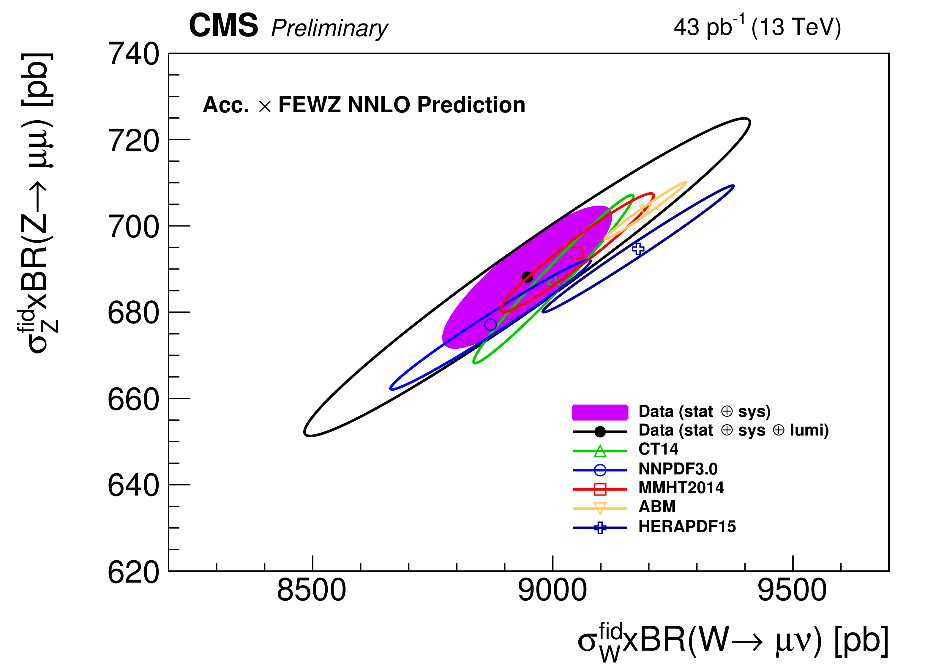 CMS Preliminary 43 pb⁻¹ (13 TeV)
σ_Z^fid xBR(Z→ μμ) [pb]
740
720
700
680
660
640
620
Acc. × FEWZ NNLO Prediction
Data (stat ⊕ sys)
Data (stat ⊕ sys ⊕ lumi)
CT14
NNPDF3.0
MMHT2014
ABM
HERAPDF15
8500 9000 9500
σ_W^fid xBR(W→ μν) [pb]